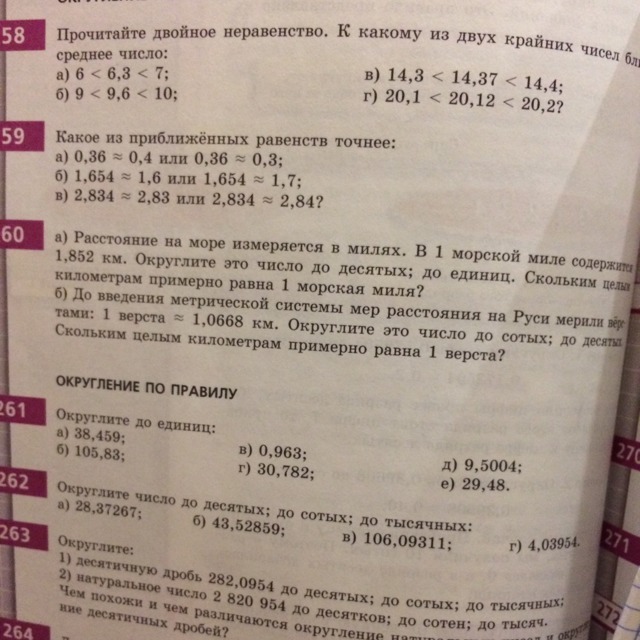 58 Прочитайте двойное неравенство. К какому из двух крайних чисел
среднее число:
а) 6 < 6,3 < 7; в) 14,3 < 14,37 < 14,4;
б) 9 < 9,6 < 10; г) 20,1 < 20,12 < 20,2?
59 Какое из приближённых равенств точнее:
а) 0,36 ≈ 0,4 или 0,36 ≈ 0,3;
б) 1,654 ≈ 1,6 или 1,654 ≈ 1,7;
в) 2,834 ≈ 2,83 или 2,834 ≈ 2,84?
60 а) Расстояние на море измеряется в милях. В 1 морской миле содержится
1,852 км. Округлите это число до десятых; до единиц. Скольким целым
километрам примерно равна 1 морская миля?
б) До введения метрической системы мер расстояния на Руси мерили вёрс-
тами: 1 верста ≈ 1,0668 км. Округлите это число до сотых; до десятых.
Скольким целым километрам примерно равна 1 верста?
ОКРУГЛЕНИЕ ПО ПРАВИЛУ
261 Округлите до единиц:
а) 38,459; в) 0,963; д) 9,5004;
б) 105,83; г) 30,782; е) 29,48.
262 Округлите число до десятых; до сотых; до тысячных:
а) 28,37267; б) 43,52859; в) 106,09311; г) 4,03954.
263 Округлите:
1) десятичную дробь 282,0954 до десятых; до сотых; до тысячных;
2) натуральное число 2 820 954 до десятков; до сотен; до тысяч.
Чем похожи и чем различаются округление
ние десятичных дробей?
264
270
271
272